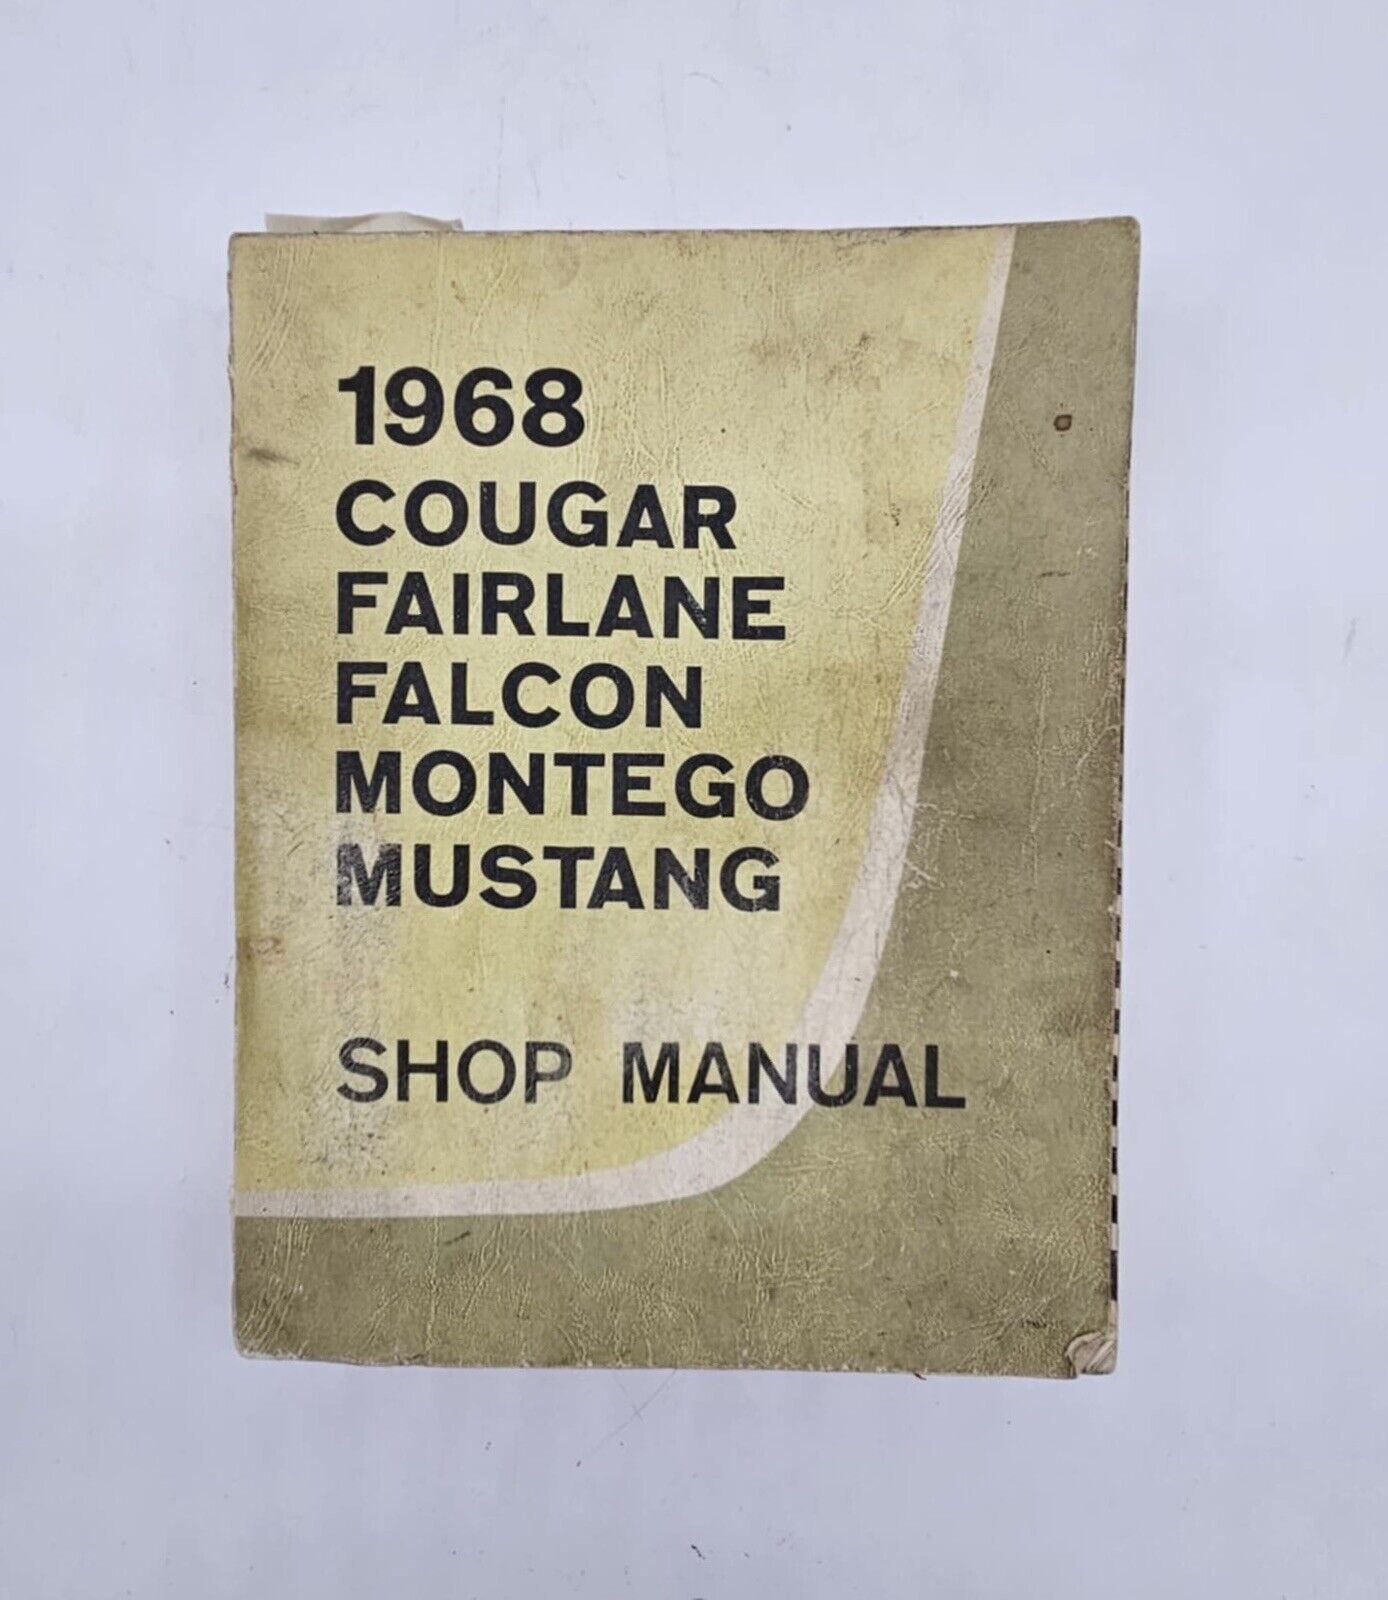 1968
COUGAR
FAIRLANE
FALCON
MONTEGO
MUSTANG
SHOP MANUAL